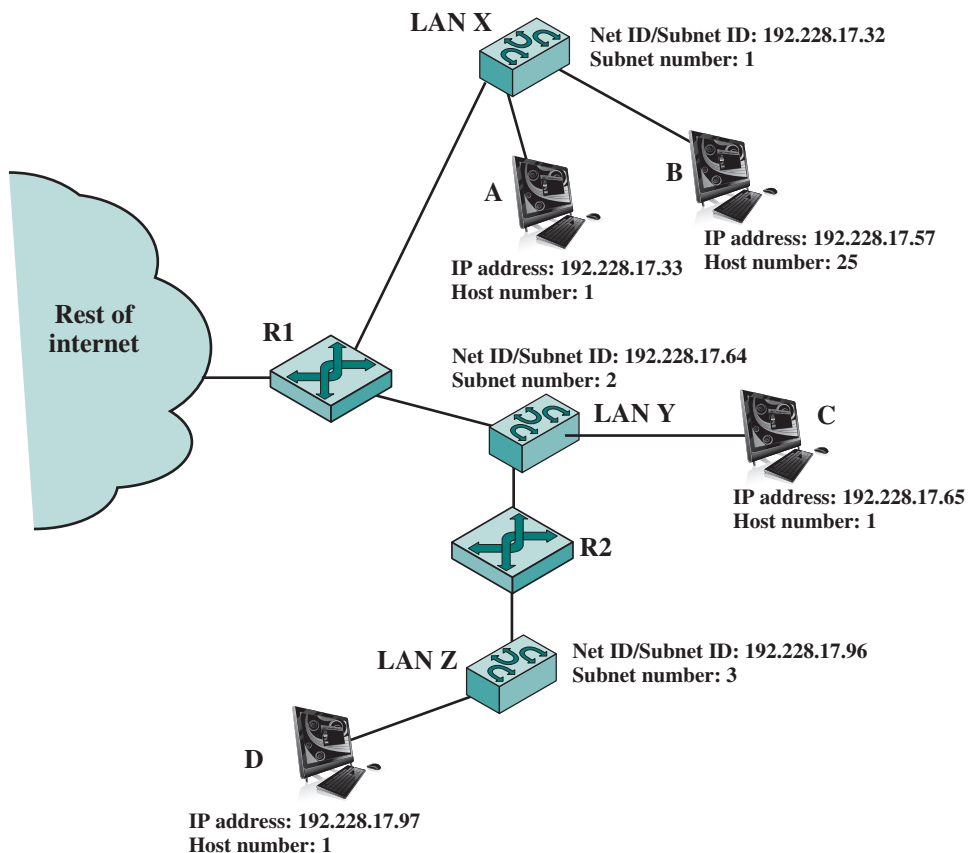 LAN X
Net ID/Subnet ID: 192.228.17.32
Subnet number: 1
A
B
IP address: 192.228.17.57
Host number: 25
IP address: 192.228.17.33
Host number: 1
Rest of
internet
R1
Net ID/Subnet ID: 192.228.17.64
Subnet number: 2
LAN Y
C
IP address: 192.228.17.65
Host number: 1
R2
LAN Z
Net ID/Subnet ID: 192.228.17.96
Subnet number: 3
D
IP address: 192.228.17.97
Host number: 1